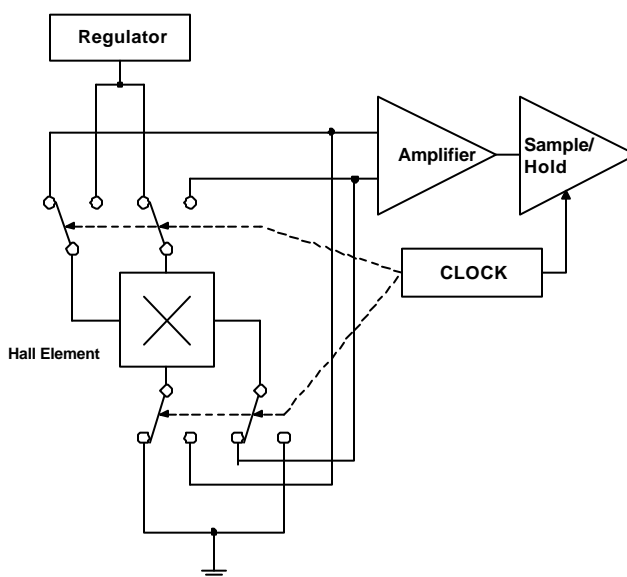 Regulator
Amplifier
Sample/
Hold
CLOCK
Hall Element